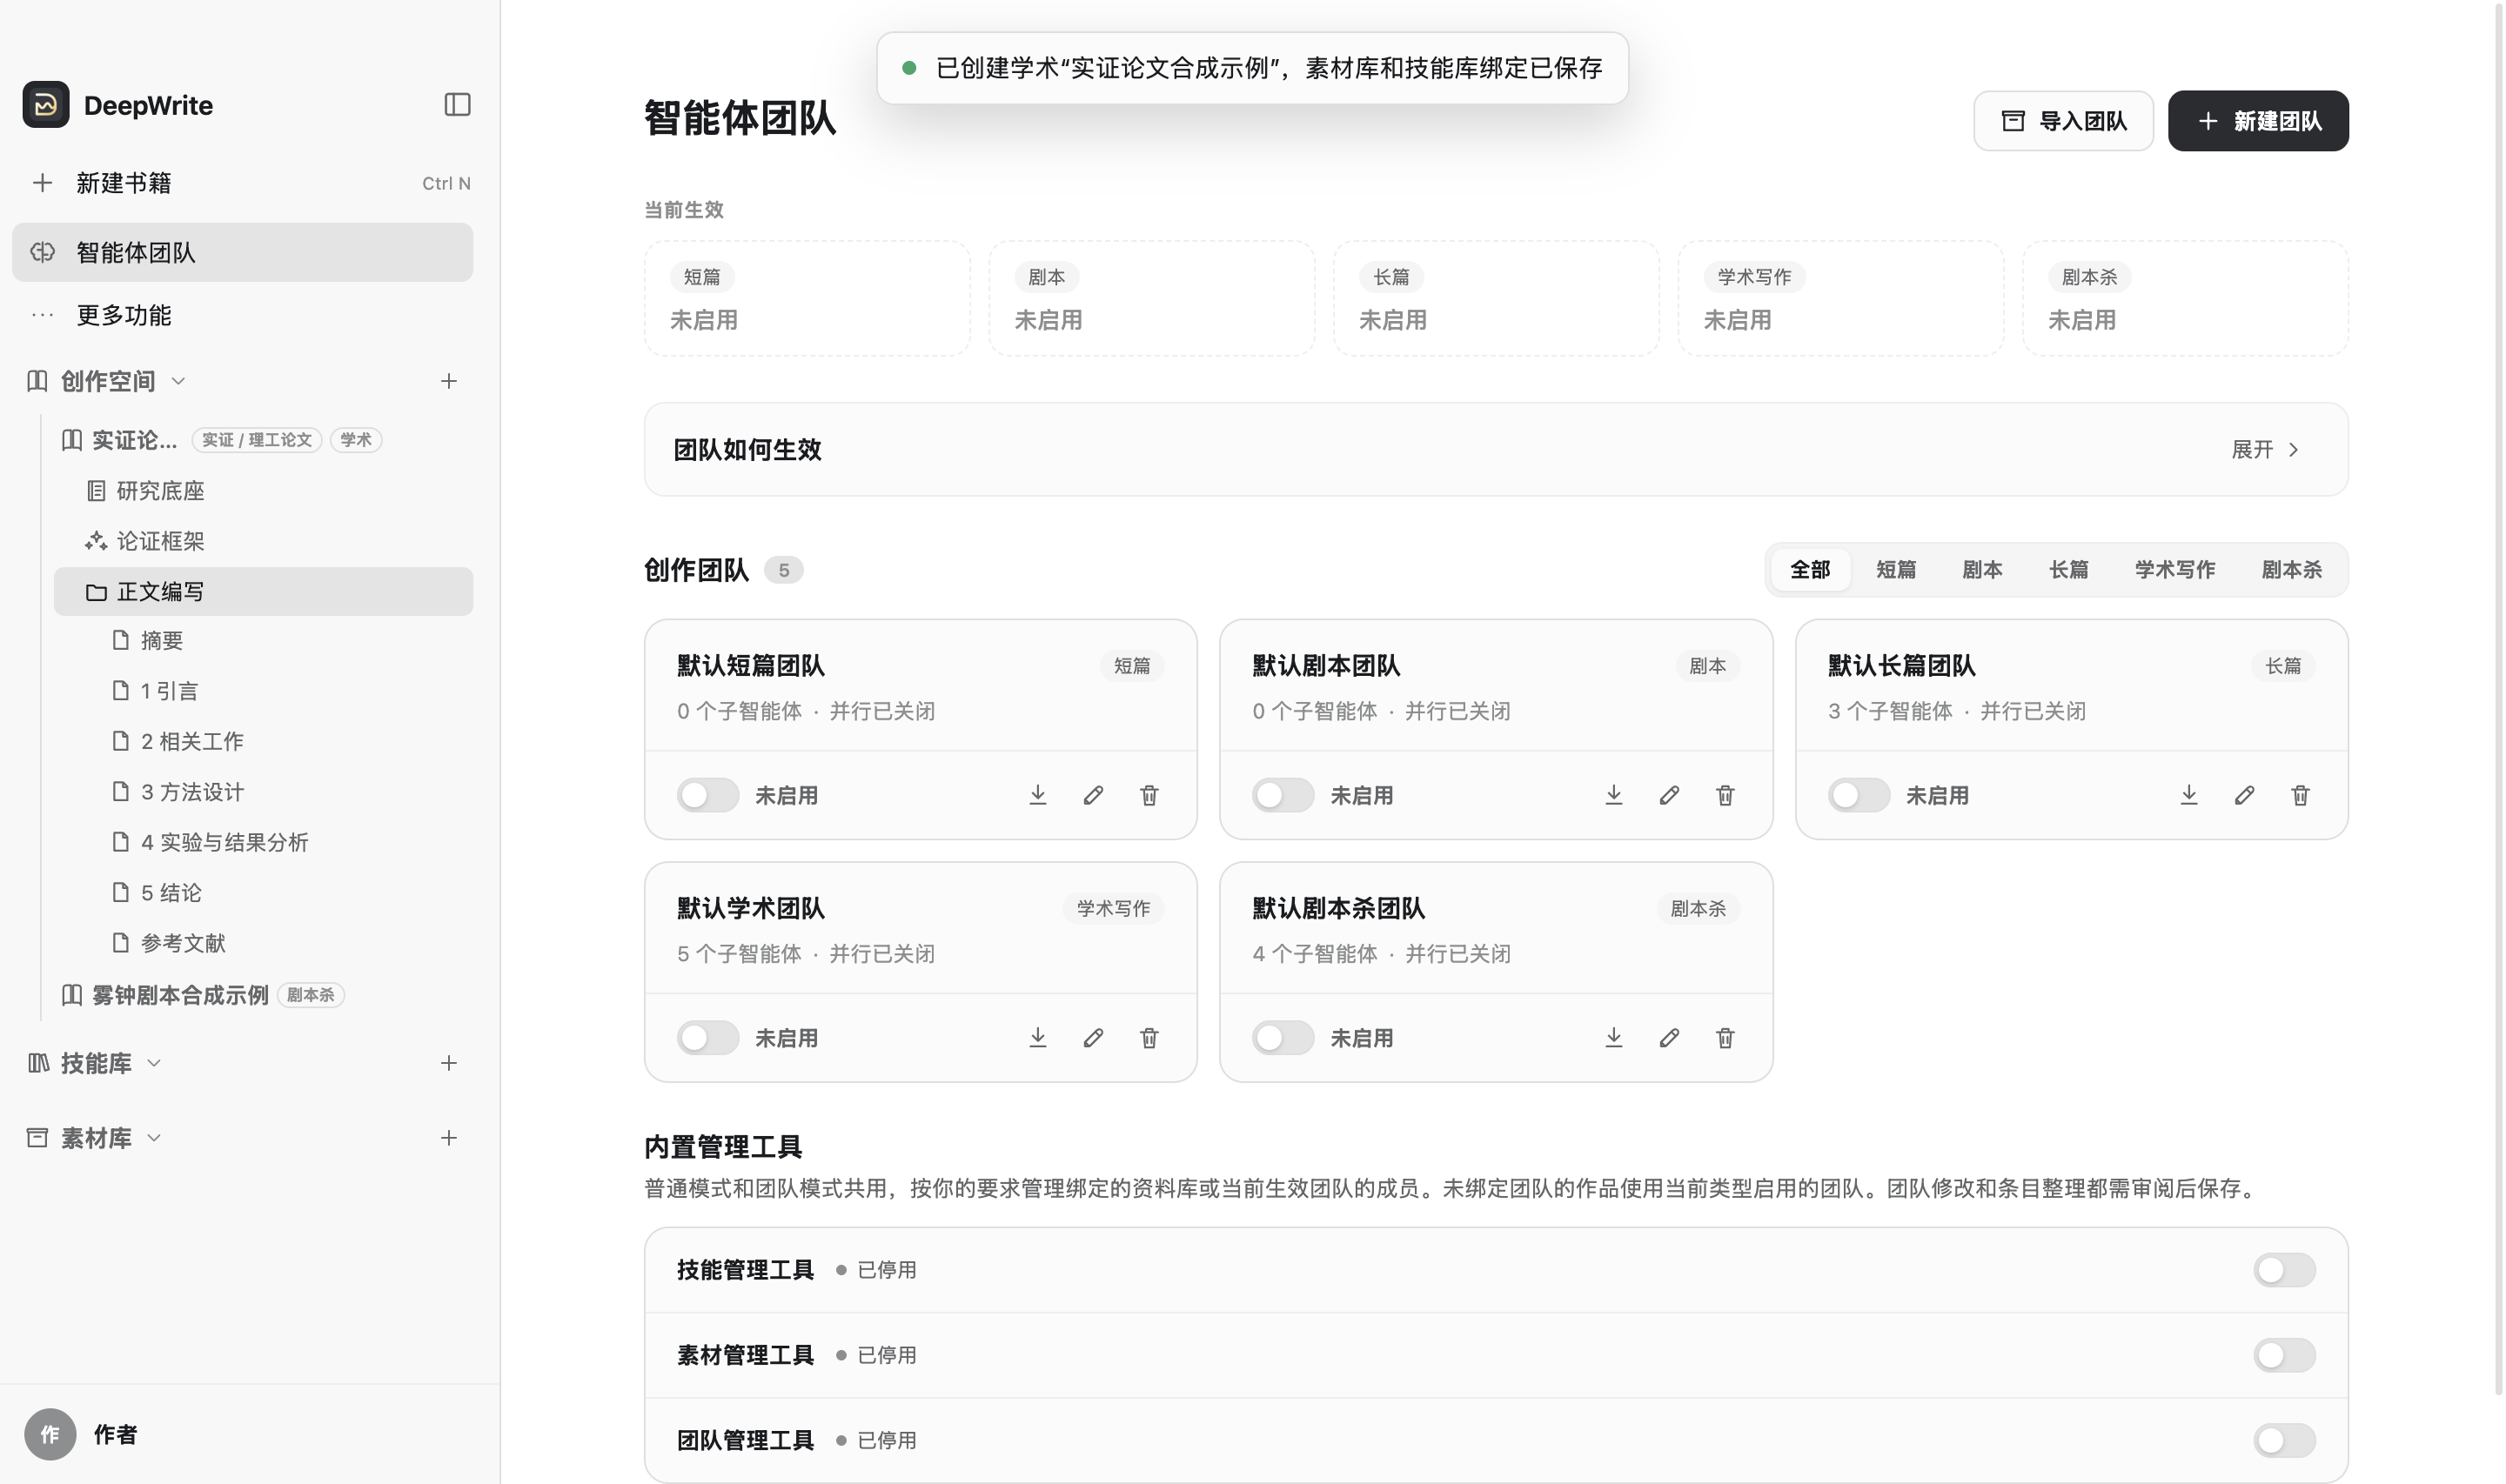 已创建学术“实证论文合成示例”，素材库和技能库绑定已保存
DeepWrite
新建书籍 Ctrl N
智能体团队
更多功能
创作空间
实证论... 实证 / 理工论文 学术
研究底座
论证框架
正文编写
摘要
1 引言
2 相关工作
3 方法设计
4 实验与结果分析
5 结论
参考文献
雾钟剧本合成示例 剧本杀
技能库
素材库
作 作者
智能体团队
导入团队 新建团队
当前生效
短篇 剧本 长篇 学术写作 剧本杀
未启用 未启用 未启用 未启用 未启用
团队如何生效 展开
创作团队 5 全部 短篇 剧本 长篇 学术写作 剧本杀
默认短篇团队 短篇 默认剧本团队 剧本 默认长篇团队 长篇
0 个子智能体 · 并行已关闭 0 个子智能体 · 并行已关闭 3 个子智能体 · 并行已关闭
未启用 未启用 未启用
默认学术团队 学术写作 默认剧本杀团队 剧本杀
5 个子智能体 · 并行已关闭 4 个子智能体 · 并行已关闭
未启用 未启用
内置管理工具
普通模式和团队模式共用，按你的要求管理绑定的资料库或当前生效团队的成员。未绑定团队的作品使用当前类型启用的团队。团队修改和条目整理都需审阅后保存。
技能管理工具 已停用
素材管理工具 已停用
团队管理工具 已停用